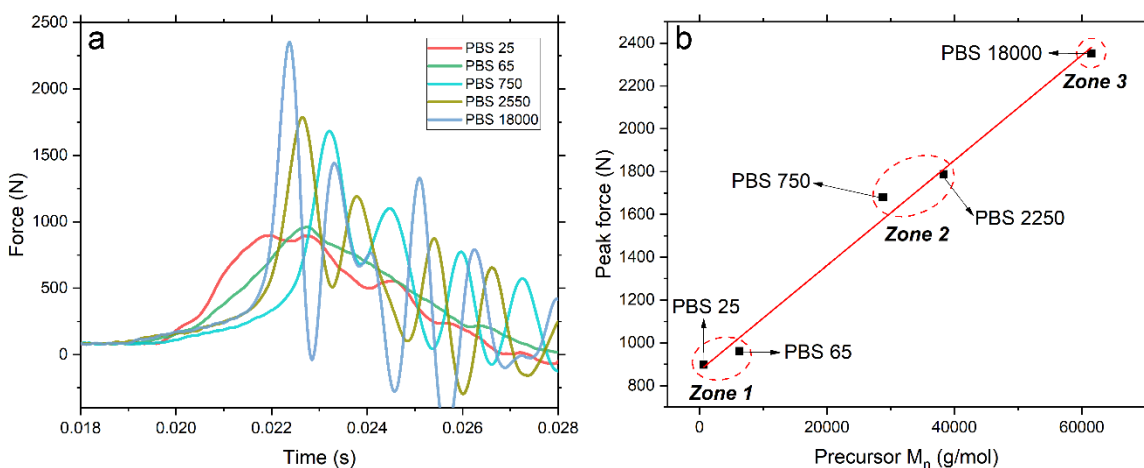 a
2500
2000
1500
1000
500
0
Force (N)
PBS 25
PBS 65
PBS 750
PBS 2550
PBS 18000
0.018 0.020 0.022 0.024 0.026 0.028
Time (s)
b
2400
2200
2000
1800
1600
1400
1200
1000
800
Peak force (N)
PBS 18000
Zone 3
PBS 750
PBS 2250
Zone 2
PBS 25
PBS 65
Zone 1
0 20000 40000 60000
Precursor Mn (g/mol)